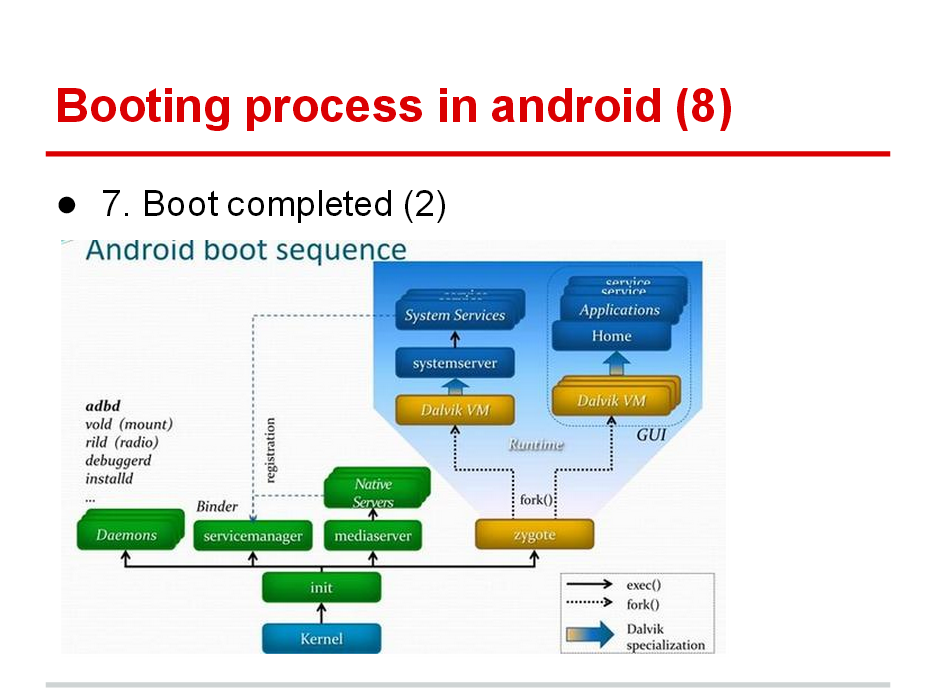 Booting process in android (8)
● 7. Boot completed (2)
Android boot sequence
service
service
System Services
Applications
Home
systemserver
Dalvik VM
Dalvik VM
GUI
Runtime
adbd
vold (mount)
rild (radio)
debuggerd
installd
...
registration
Native
Servers
fork()
Binder
Daemons
servicemanager
mediaserver
zygote
init
Kernel
exec()
fork()
Dalvik
specialization